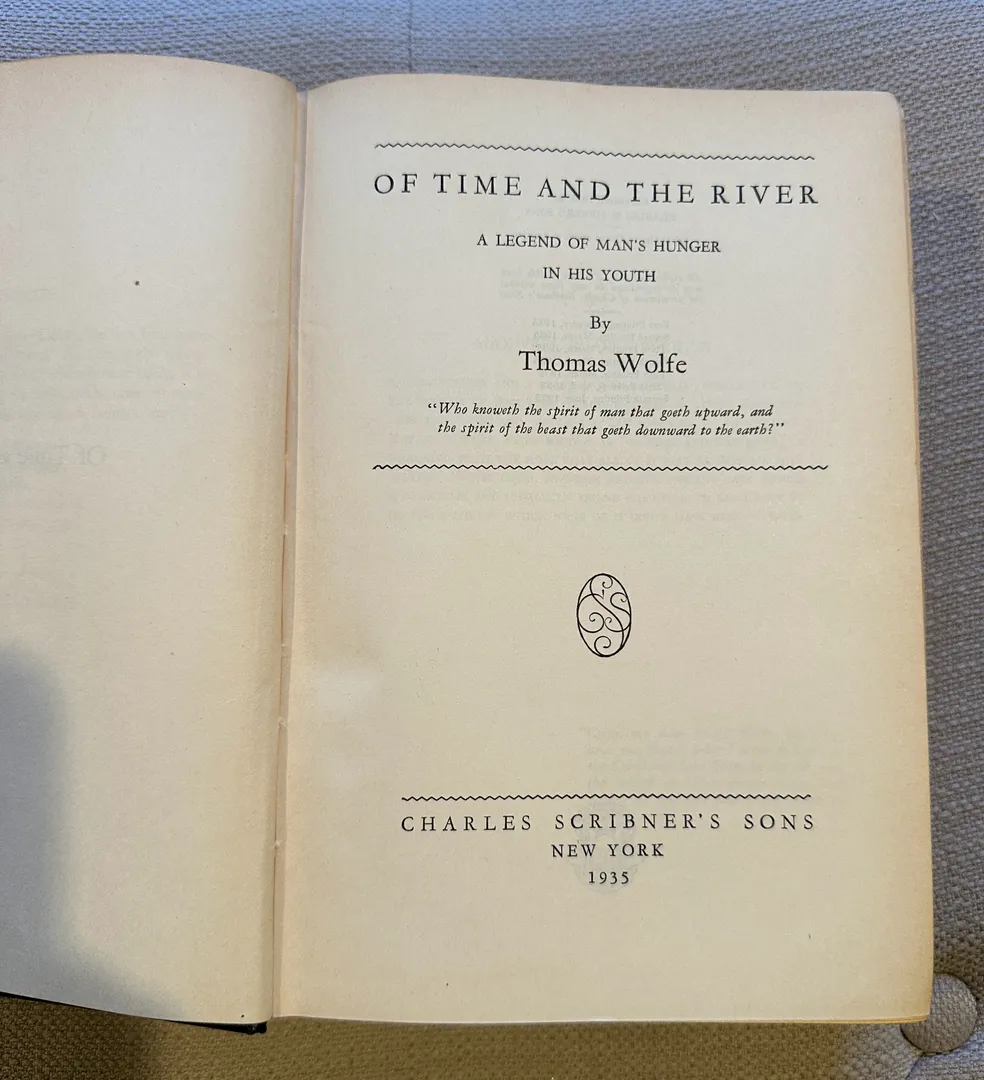 OF TIME AND THE RIVER
A LEGEND OF MAN'S HUNGER
IN HIS YOUTH
By
Thomas Wolfe
"Who knoweth the spirit of man that goeth upward, and
the spirit of the beast that goeth downward to the earth?"
CHARLES SCRIBNER'S SONS
NEW YORK
1935